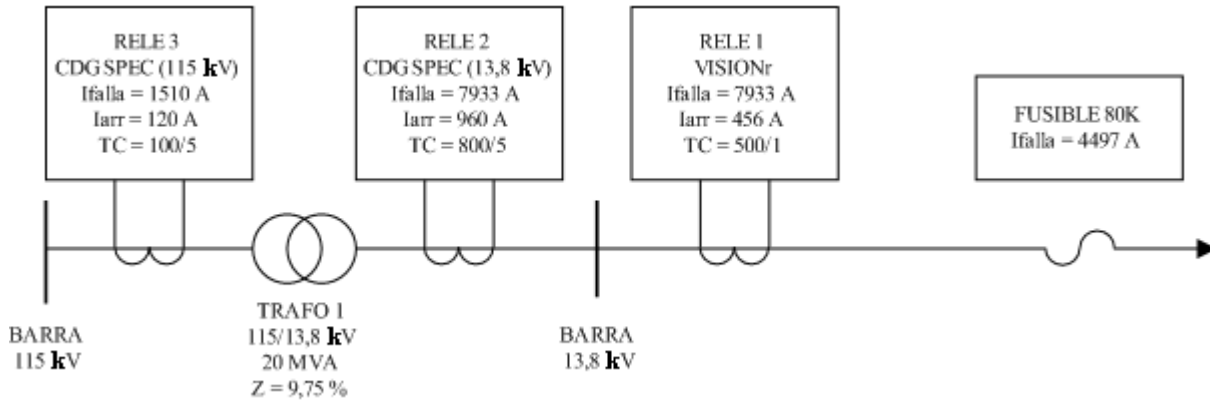 RELE 3
CDG SPEC (115 kV)
Ifalla = 1510 A
Iarr = 120 A
TC = 100/5
RELE 2
CDG SPEC (13,8 kV)
Ifalla = 7933 A
Iarr = 960 A
TC = 800/5
RELE 1
VISIONr
Ifalla = 7933 A
Iarr = 456 A
TC = 500/1
FUSIBLE 80K
Ifalla = 4497 A
BARRA
115 kV
TRAFO 1
115/13,8 kV
20 MVA
Z = 9,75 %
BARRA
13,8 kV